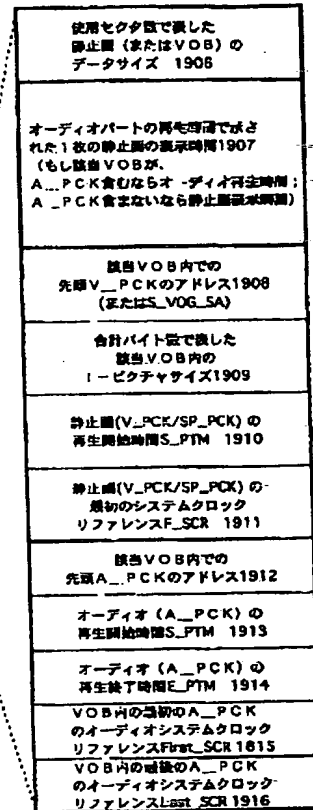 使用セクタ数で表した
静止画(またはVOB)の
データサイズ 1906
オーディオパートの再生時間で示さ
れた1枚の静止画の表示時間1907
(もし該当VOBが、
A__PCK含むならオーディオ再生時間;
A__PCK含まないなら静止画表示期間)
該当VOB内での
先頭V__PCKのアドレス1908
(またはS_VOG_SA)
合計バイト数で表した
該当VOB内の
I-ピクチャサイズ1909
静止画(V_PCK/SP_PCK)の
再生開始時間S_PTM 1910
静止画(V_PCK/SP_PCK)の
最初のシステムクロック
リファレンスF_SCR 1911
該当VOB内での
先頭A__PCKのアドレス1912
オーディオ(A__PCK)の
再生開始時間S_PTM 1913
オーディオ(A__PCK)の
再生終了時間E_PTM 1914
VOB内の最初のA__PCK
のオーディオシステムクロック
リファレンスFirst_SCR 1815
VOB内の最後のA__PCK
のオーディオシステムクロック
リファレンスLast_SCR 1916